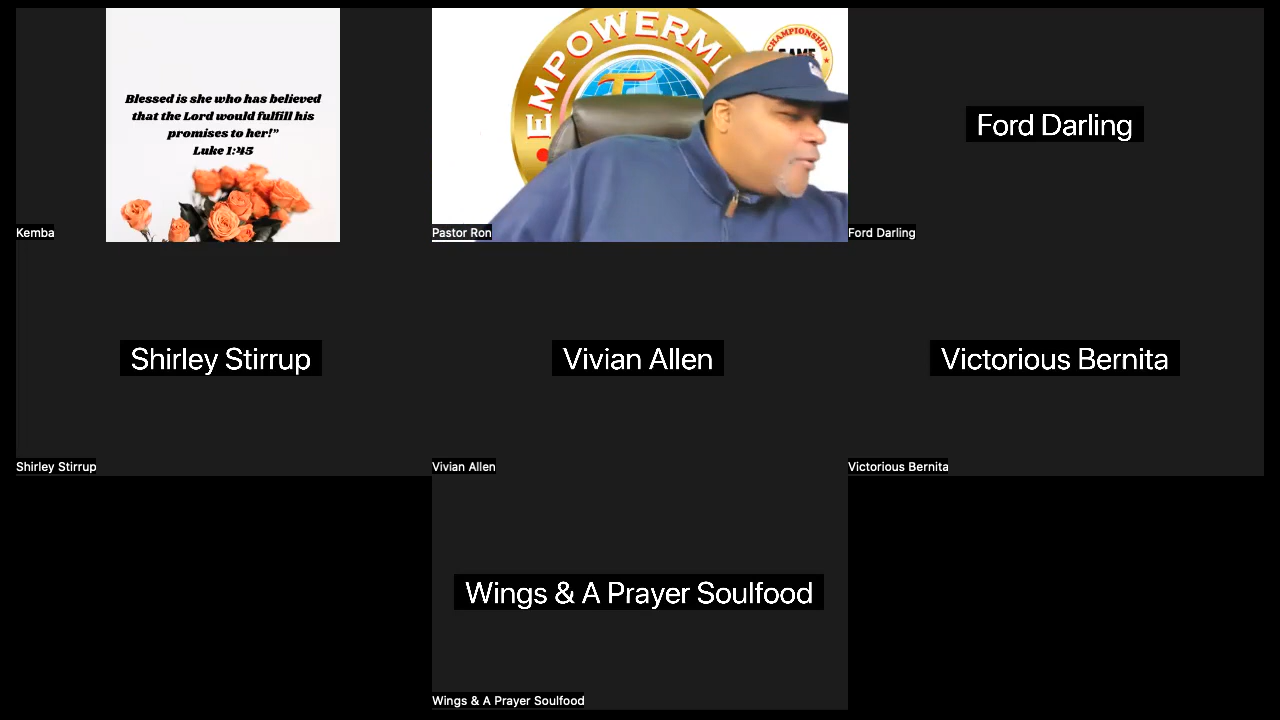 Blessed is she who has believed
that the Lord would fulfill his
promises to her!”
Luke 1:45
Kemba
EMPOWERM
CHAMPIONSHIP
GAME
Pastor Ron
Ford Darling
Ford Darling
Shirley Stirrup
Shirley Stirrup
Vivian Allen
Vivian Allen
Victorious Bernita
Victorious Bernita
Wings & A Prayer Soulfood
Wings & A Prayer Soulfood